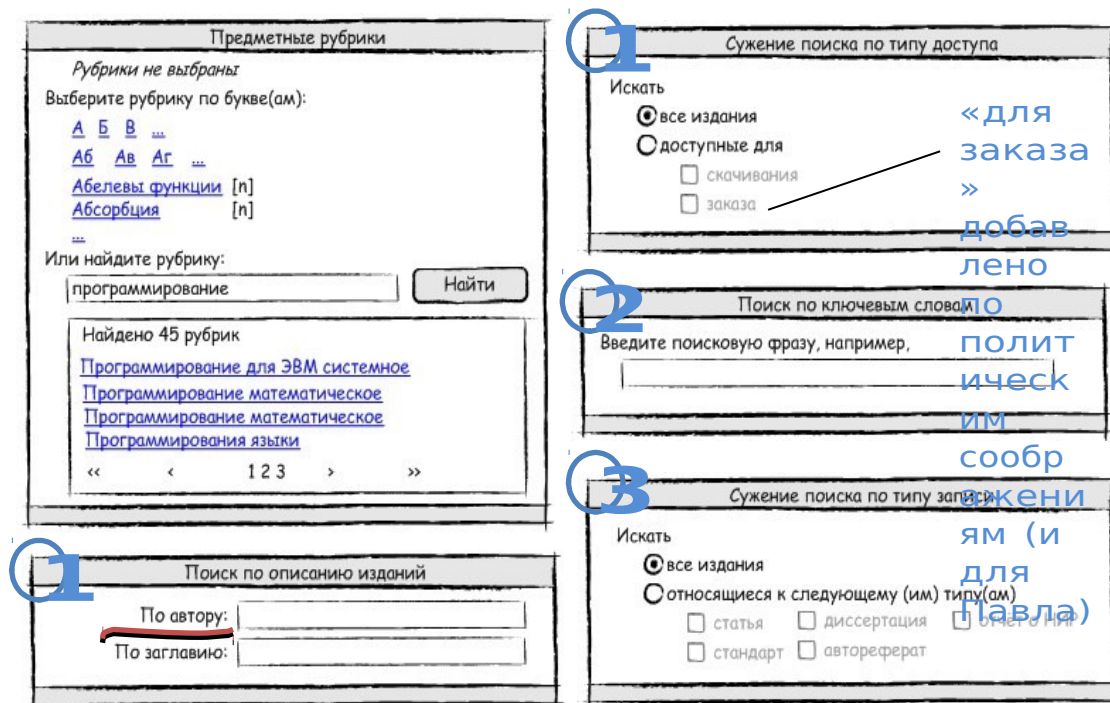 Предметные рубрики
Рубрики не выбраны
Выберите рубрику по букве(ам):
А Б В ...
Аб Ав Аг ...
Абелевы функции [n]
Абсорбция [n]
...
Или найдите рубрику:
программирование
Найти
Найдено 45 рубрик
Программирование для ЭВМ системное
Программирование математическое
Программирование математическое
Программирования языки
<< < 1 2 3 > >>
1
Поиск по описанию изданий
По автору:
По заглавию:
1
Сужение поиска по типу доступа
Искать
все издания
доступные для
скачивания
заказа
«для
заказа
»
добав
лено
по
полит
ическ
им
сообр
ажени
ям (и
для
Павла)
2
Поиск по ключевым словам
Введите поисковую фразу, например,
3
Сужение поиска по типу записи
Искать
все издания
относящиеся к следующему (им) типу(ам)
статья диссертация отчёт о НИР
стандарт автореферат